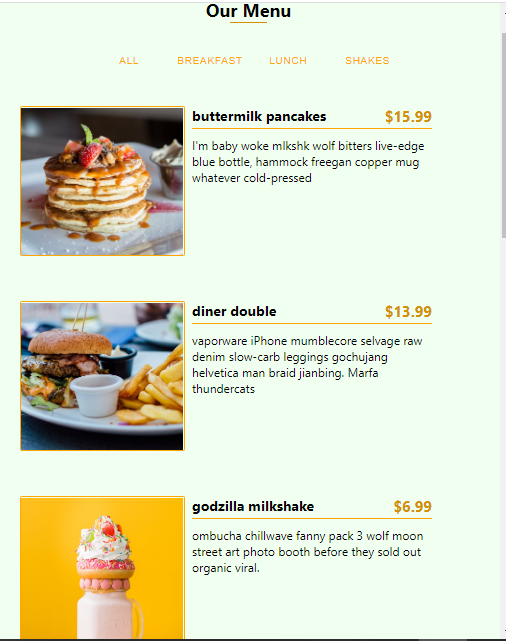 Our Menu
ALL BREAKFAST LUNCH SHAKES
buttermilk pancakes $15.99
I'm baby woke mlkshk wolf bitters live-edge
blue bottle, hammock freegan copper mug
whatever cold-pressed
diner double $13.99
vaporware iPhone mumblecore selvage raw
denim slow-carb leggings gochujang
helvetica man braid jianbing. Marfa
thundercats
godzilla milkshake $6.99
ombucha chillwave fanny pack 3 wolf moon
street art photo booth before they sold out
organic viral.